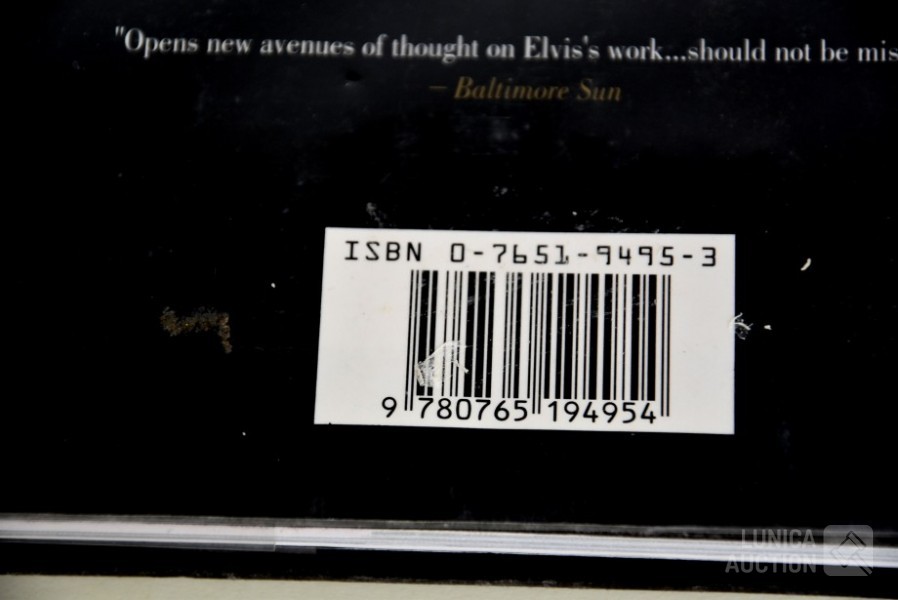 "Opens new avenues of thought on Elvis's work...should not be mis
– Baltimore Sun
ISBN 0-7651-9495-3
9 780765 194954
LUNICA
AUCTION